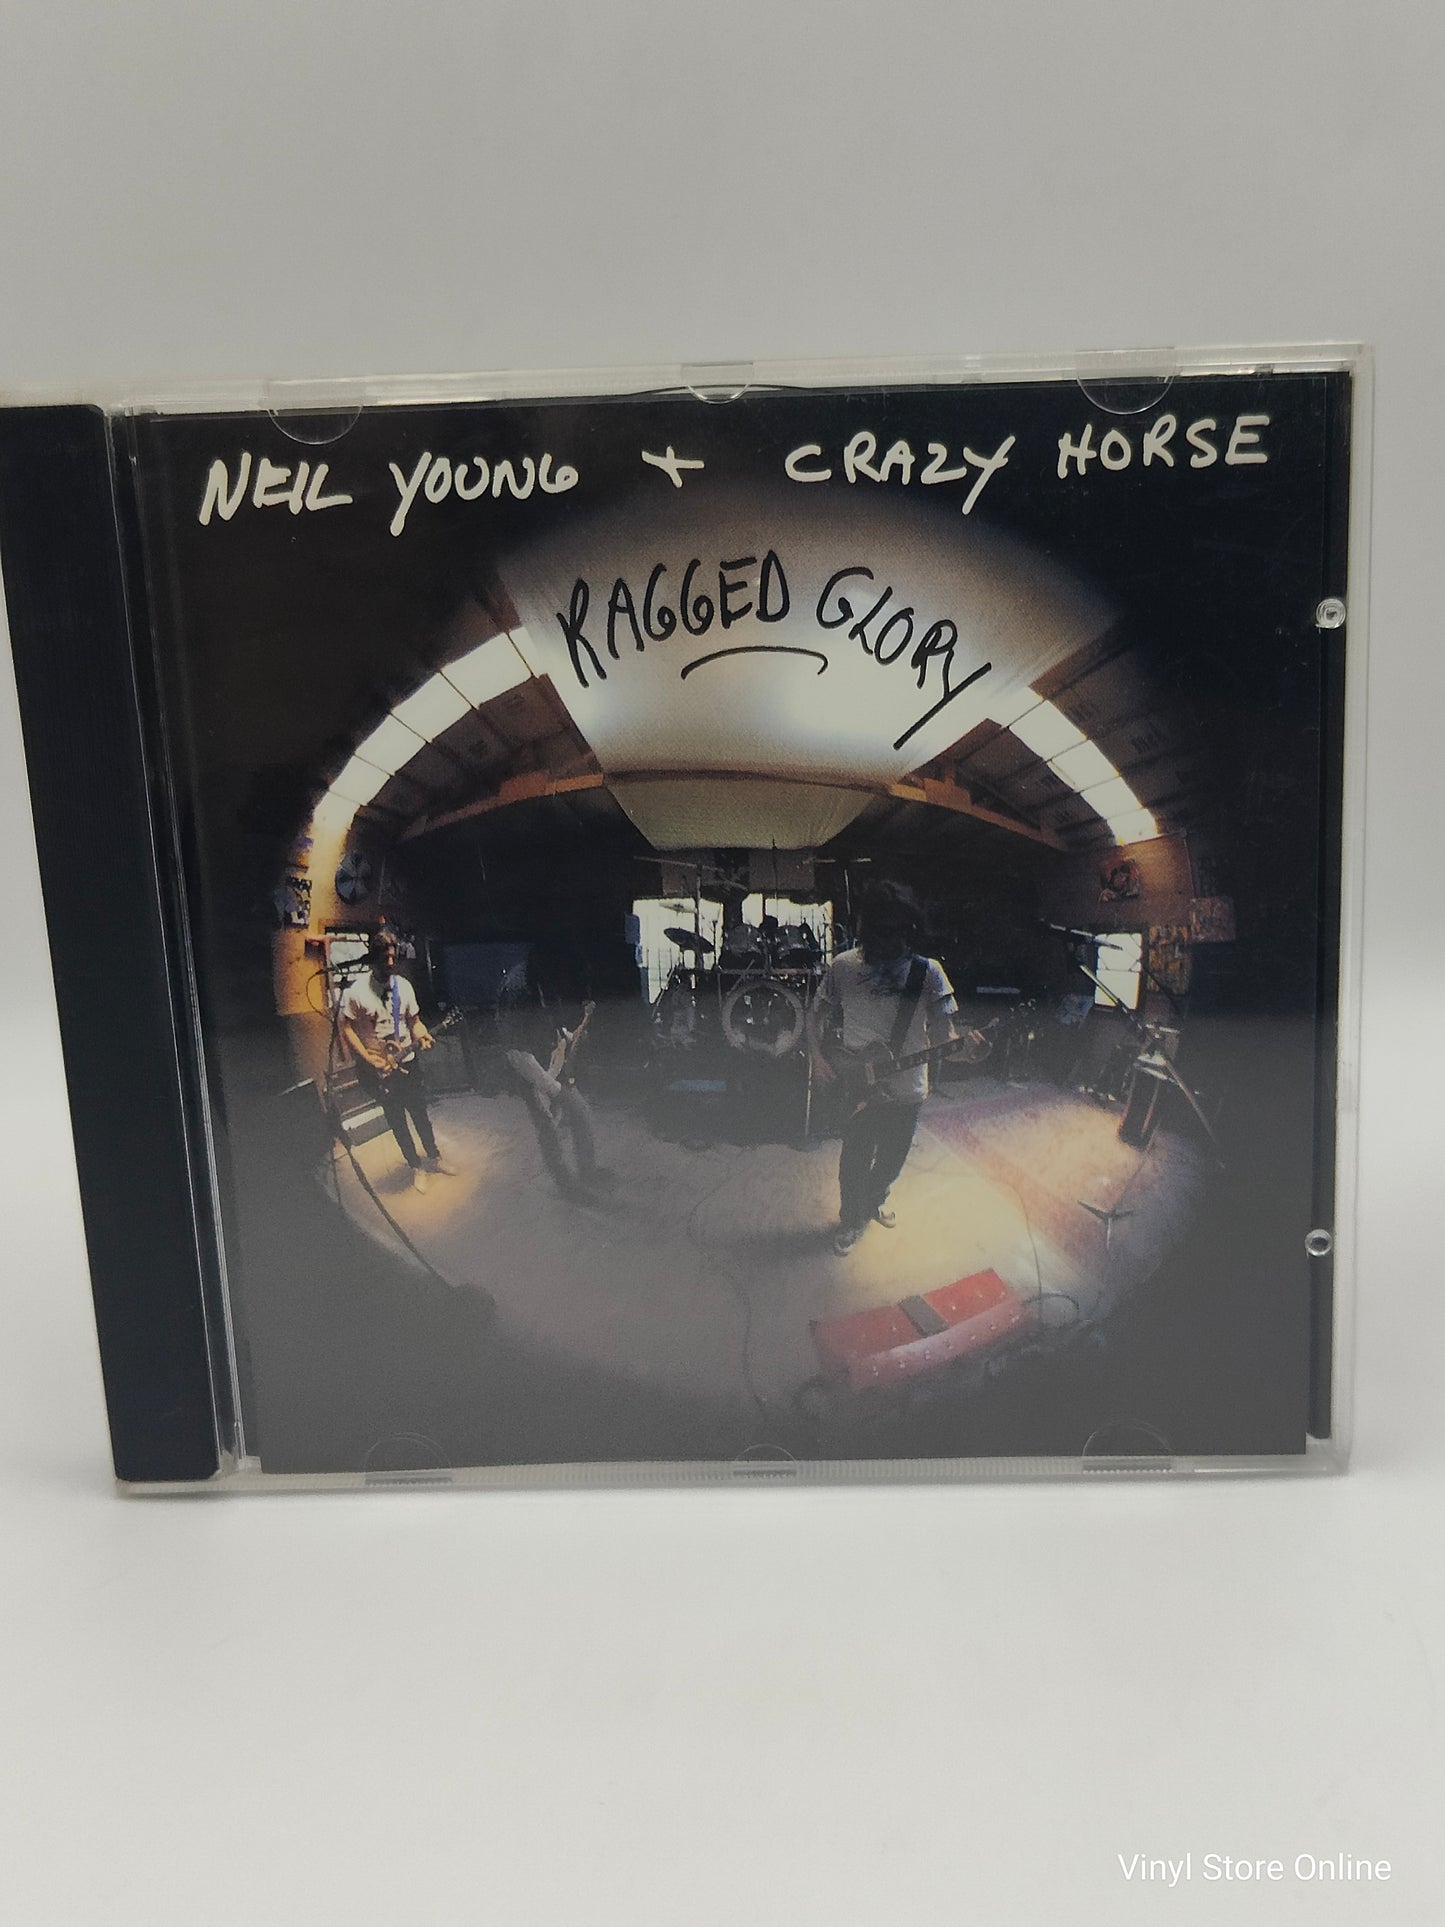 NEIL YOUNG + CRAZY HORSE
RAGGED GLORY
Vinyl Store Online